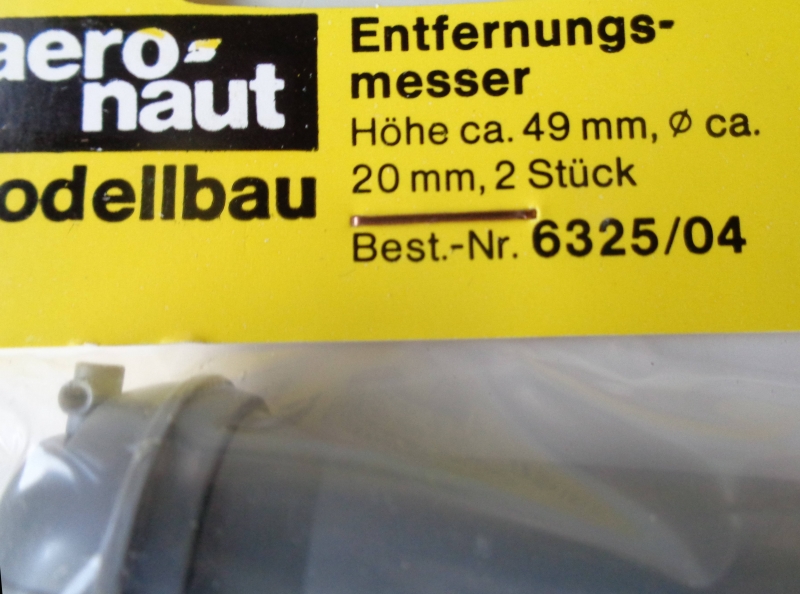 aero-
naut
odellbau
Entfernungs-
messer
Höhe ca. 49 mm, ø ca.
20 mm, 2 Stück
Best.-Nr. 6325/04